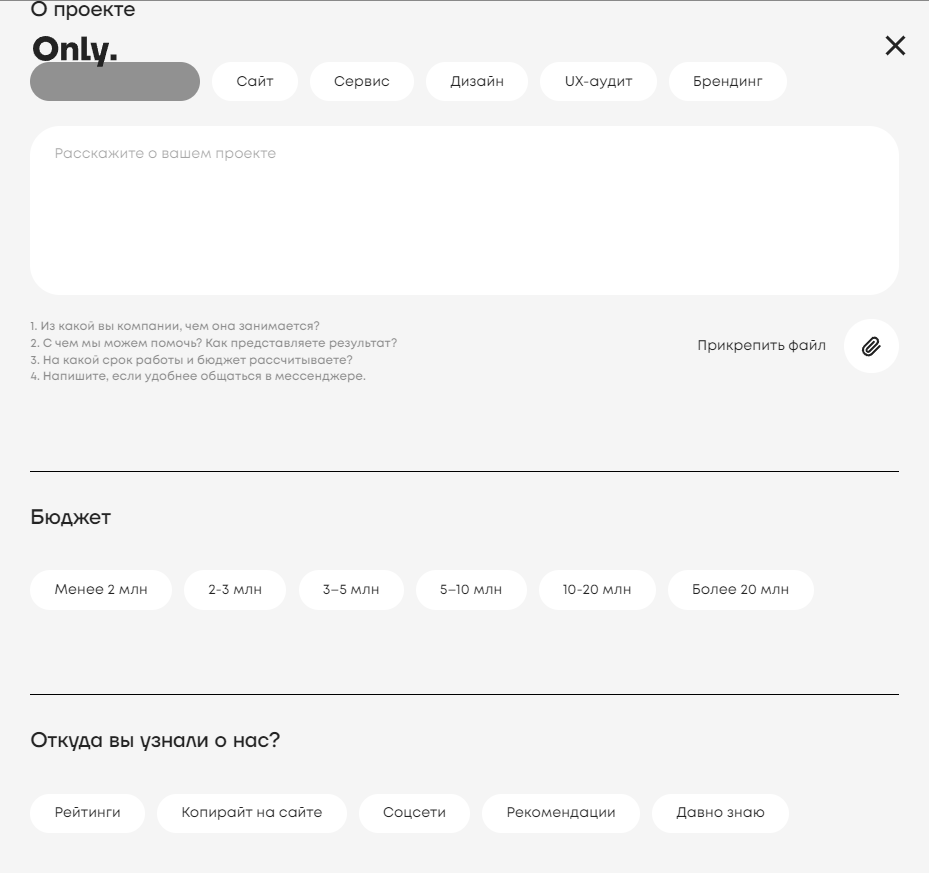 О проекте
Only.
Сайт
Сервис
Дизайн
UX-аудит
Брендинг
Расскажите о вашем проекте
1. Из какой вы компании, чем она занимается?
2. С чем мы можем помочь? Как представляете результат?
3. На какой срок работы и бюджет рассчитываете?
4. Напишите, если удобнее общаться в мессенджере.
Прикрепить файл
Бюджет
Менее 2 млн
2-3 млн
3–5 млн
5–10 млн
10-20 млн
Более 20 млн
Откуда вы узнали о нас?
Рейтинги
Копирайт на сайте
Соцсети
Рекомендации
Давно знаю